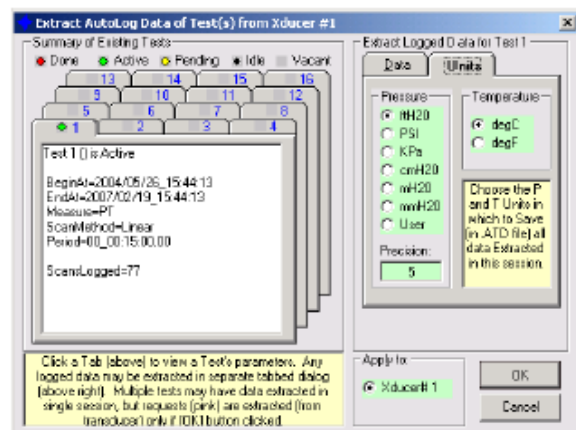 Extract AutoLog Data of Test(s) from Xducer #1
Summary of Existing Tests
Done Active Pending Idle Vacant
13 14 15 16
9 10 11 12
5 6 7 8
1 2 3 4
Test 1 () is Active
BeginAt=2004/05/26_15:44:13
EndAt=2007/02/19_15:44:13
Measure=PT
ScanMethod=Linear
Period=00_00:15:00.00
ScansLogged=77
Click a Tab (above) to view a Test's parameters. Any
logged data may be extracted in separate tabbed dialog
(above right). Multiple tests may have data extracted in
single session, but requests (pink) are extracted (from
transducer) only if [OK] button clicked.
Extract Logged Data for Test 1
Data Units
Pressure
ftH20
PSI
KPa
cmH20
mH20
mmH20
User
Precision:
5
Temperature
degC
degF
Choose the P
and T Units in
which to Save
(in .ATD file) all
data Extracted
in this session.
Apply to:
Xducer# 1
OK
Cancel